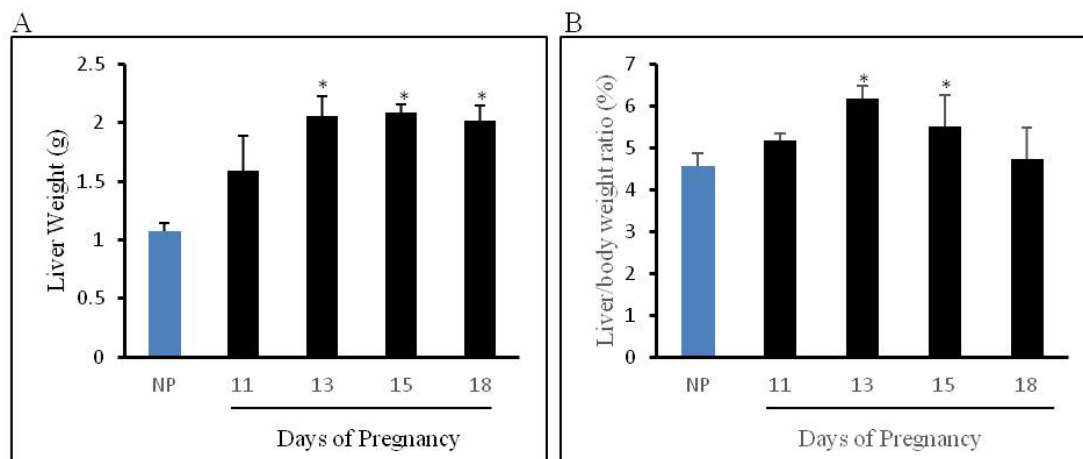 A
Liver Weight (g)
2.5
2
1.5
1
0.5
0
* * *
NP 11 13 15 18
Days of Pregnancy
B
Liver/body weight ratio (%)
7
6
5
4
3
2
1
0
* *
NP 11 13 15 18
Days of Pregnancy